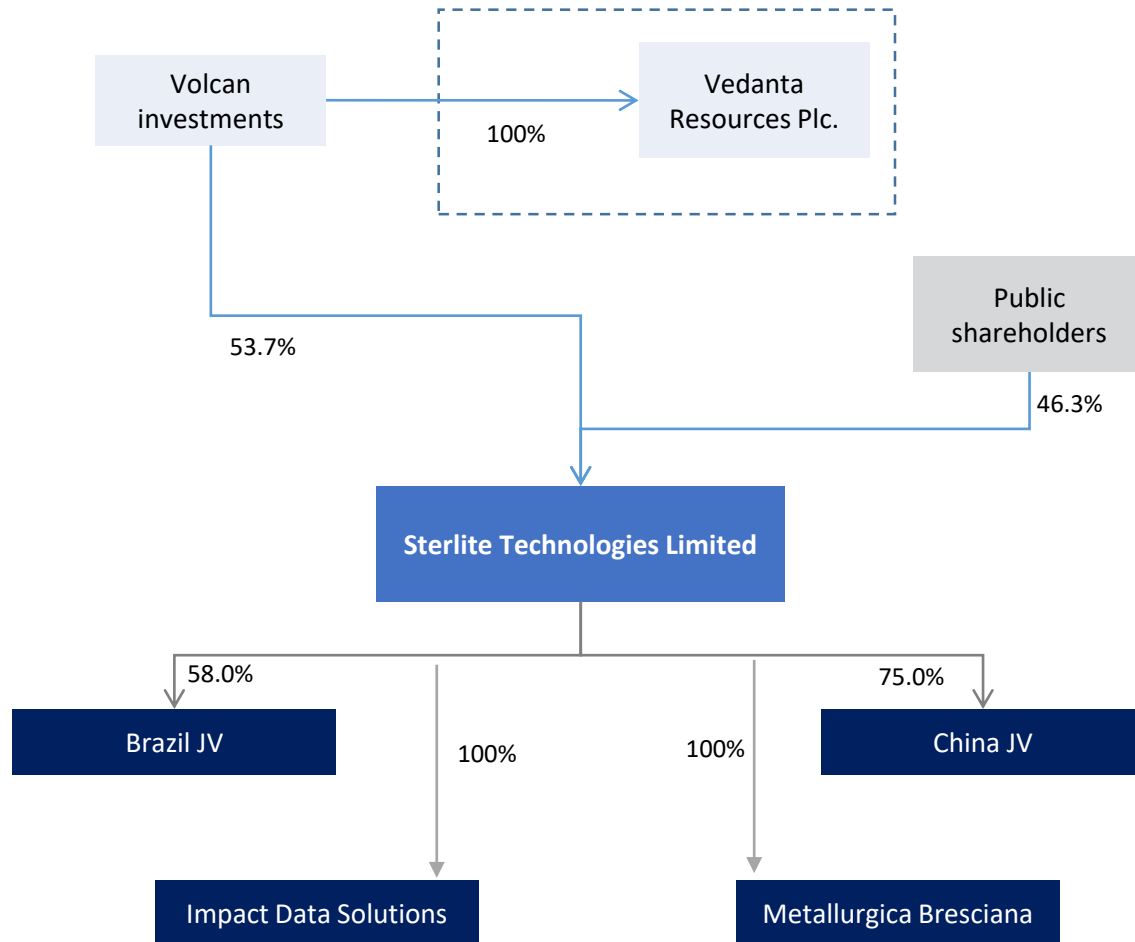 Volcan
investments
Vedanta
Resources Plc.
100%
Public
shareholders
53.7%
46.3%
Sterlite Technologies Limited
58.0%
75.0%
Brazil JV
China JV
100%
100%
Impact Data Solutions
Metallurgica Bresciana